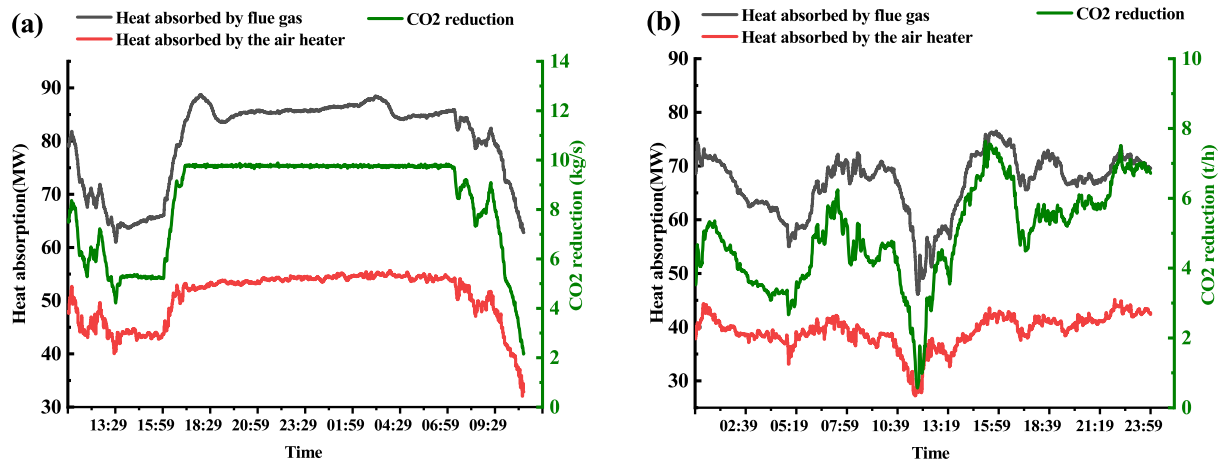 (a)
Heat absorbed by flue gas
CO2 reduction
Heat absorbed by the air heater
90
80
70
60
50
40
30
Heat absorption(MW)
14
12
10
8
6
4
2
0
CO2 reduction (kg/s)
13:29 15:59 18:29 20:59 23:29 01:59 04:29 06:59 09:29
Time
(b)
Heat absorbed by flue gas
CO2 reduction
Heat absorbed by the air heater
90
80
70
60
50
40
30
Heat absorption(MW)
10
8
6
4
2
0
CO2 reduction (t/h)
02:39 05:19 07:59 10:39 13:19 15:59 18:39 21:19 23:59
Time